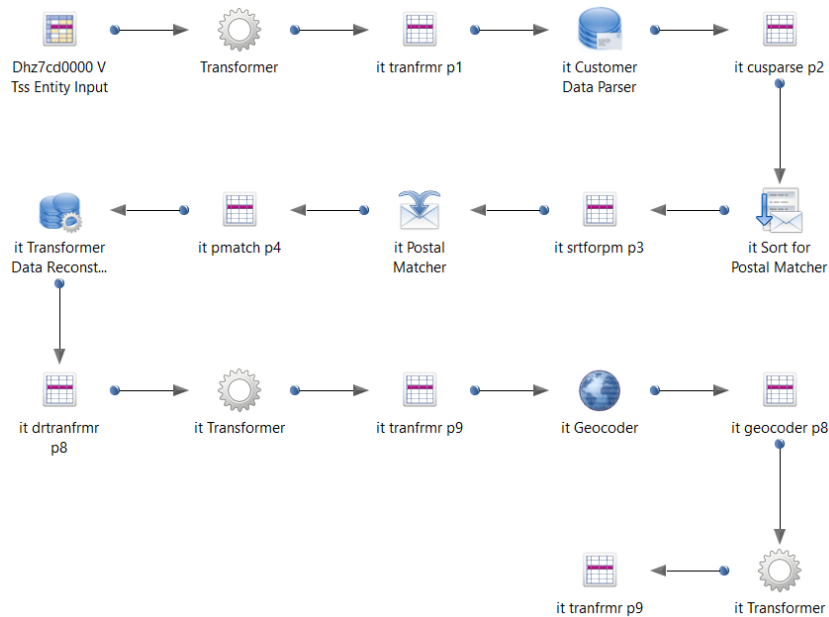 Dhz7cd0000 V
Tss Entity Input
Transformer
it tranfrmr p1
it Customer
Data Parser
it cusparse p2
it Transformer
Data Reconst...
it pmatch p4
it Postal
Matcher
it srtforpm p3
it Sort for
Postal Matcher
it drtranfrmr
p8
it Transformer
it tranfrmr p9
it Geocoder
it geocoder p8
it tranfrmr p9
it Transformer